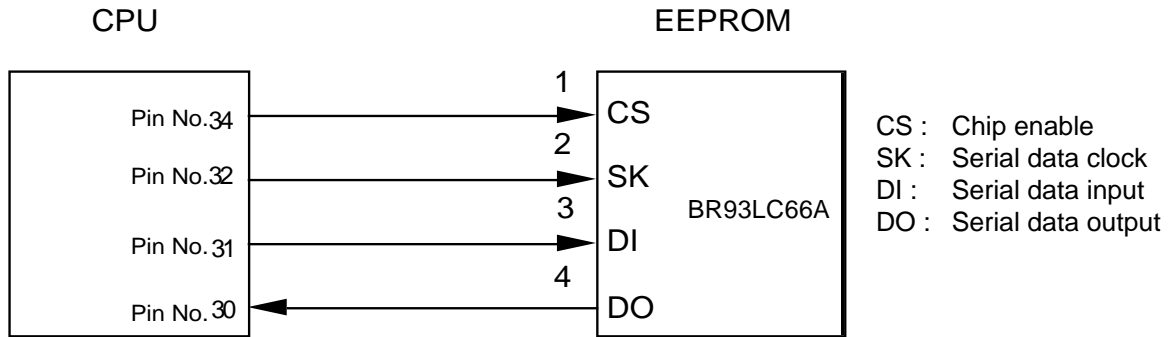 CPU
EEPROM
Pin No.34
1
CS
Pin No.32
2
SK
Pin No.31
3
DI
Pin No.30
4
DO
BR93LC66A
CS : Chip enable
SK : Serial data clock
DI : Serial data input
DO : Serial data output